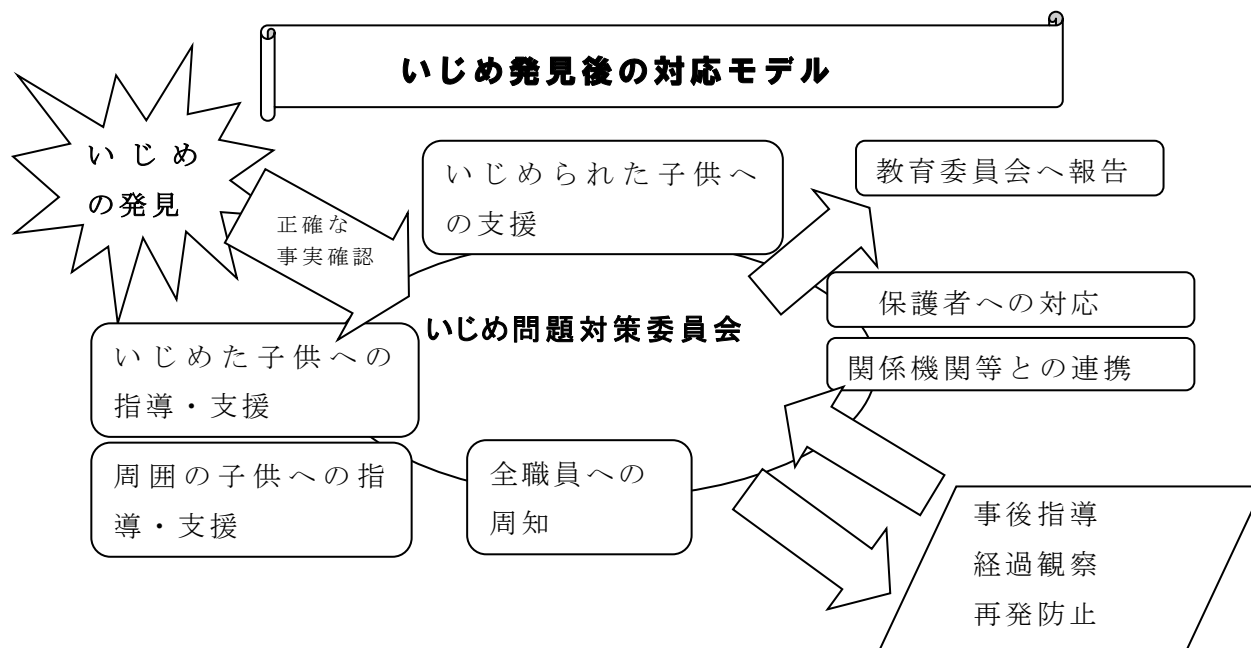 いじめ発見後の対応モデル
いじめ
の発見
正確な
事実確認
いじめられた子供へ
の支援
教育委員会へ報告
保護者への対応
関係機関等との連携
いじめ問題対策委員会
いじめた子供への
指導・支援
周囲の子供への指
導・支援
全職員への
周知
事後指導
経過観察
再発防止